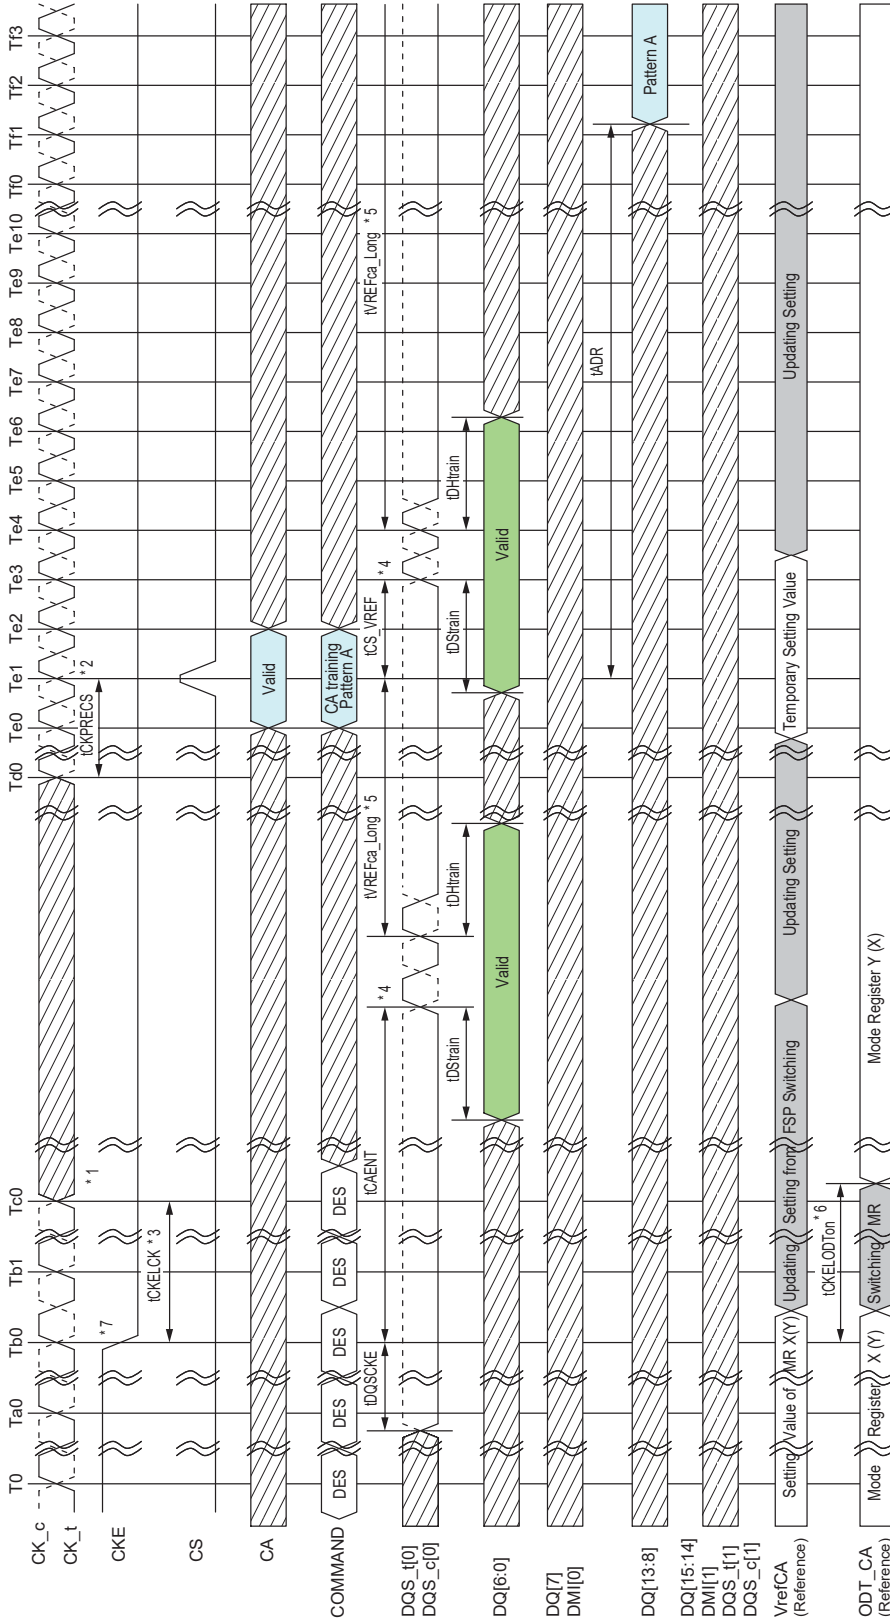 T0 Ta0 Tb0 Tb1 Tc0 Td0 Te0 Te1 Te2 Te3 Te4 Te5 Te6 Te7 Te8 Te9 Te10 Tf0 Tf1 Tf2 Tf3
CK_c
CK_t
*1
*2
tCKPRECS
CKE
*7
tCKELCK *3
CS
CA
Valid
COMMAND
DES DES DES DES DES
CA training
Pattern A
tDQSCKE
tCAENT
*4
tVREFca_Long *5
tCS_VREF
*4
tVREFca_Long *5
DQS_t[0]
DQS_c[0]
tDStrain
tDHtrain
tDStrain
tDHtrain
DQ[6:0]
Valid
Valid
DQ[7]
DMI[0]
tADR
DQ[13:8]
Pattern A
DQ[15:14]
DMI[1]
DQS_t[1]
DQS_c[1]
VrefCA
(Reference)
Setting Value of MR X(Y)
Updating Setting from FSP Switching
Updating Setting
Temporary Setting Value
Updating Setting
tCKELODTon *6
ODT_CA
(Reference)
Mode Register X (Y)
Switching MR
Mode Register Y (X)